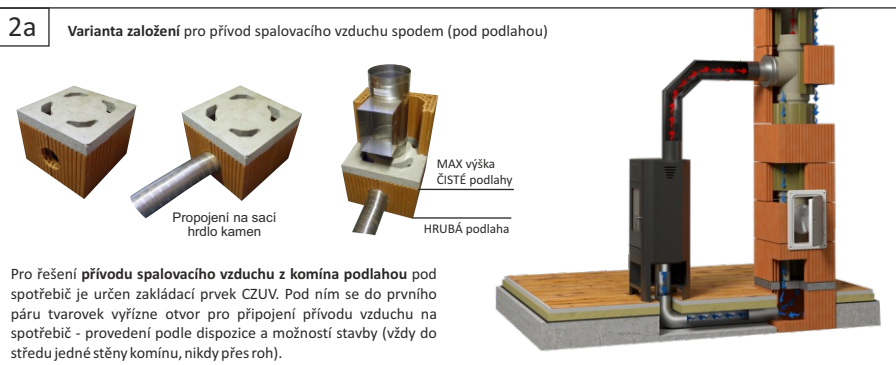 2a
Varianta založení pro přívod spalovacího vzduchu spodem (pod podlahou)
Propojení na sací
hrdlo kamen
MAX výška
ČISTÉ podlahy
HRUBÁ podlaha
Pro řešení přívodu spalovacího vzduchu z komína podlahou pod
spotřebič je určen zakládací prvek CZUV. Pod ním se do prvního
páru tvarovek vyřízne otvor pro připojení přívodu vzduchu na
spotřebič - provedení podle dispozice a možností stavby (vždy do
středu jedné stěny komínu, nikdy přes roh).